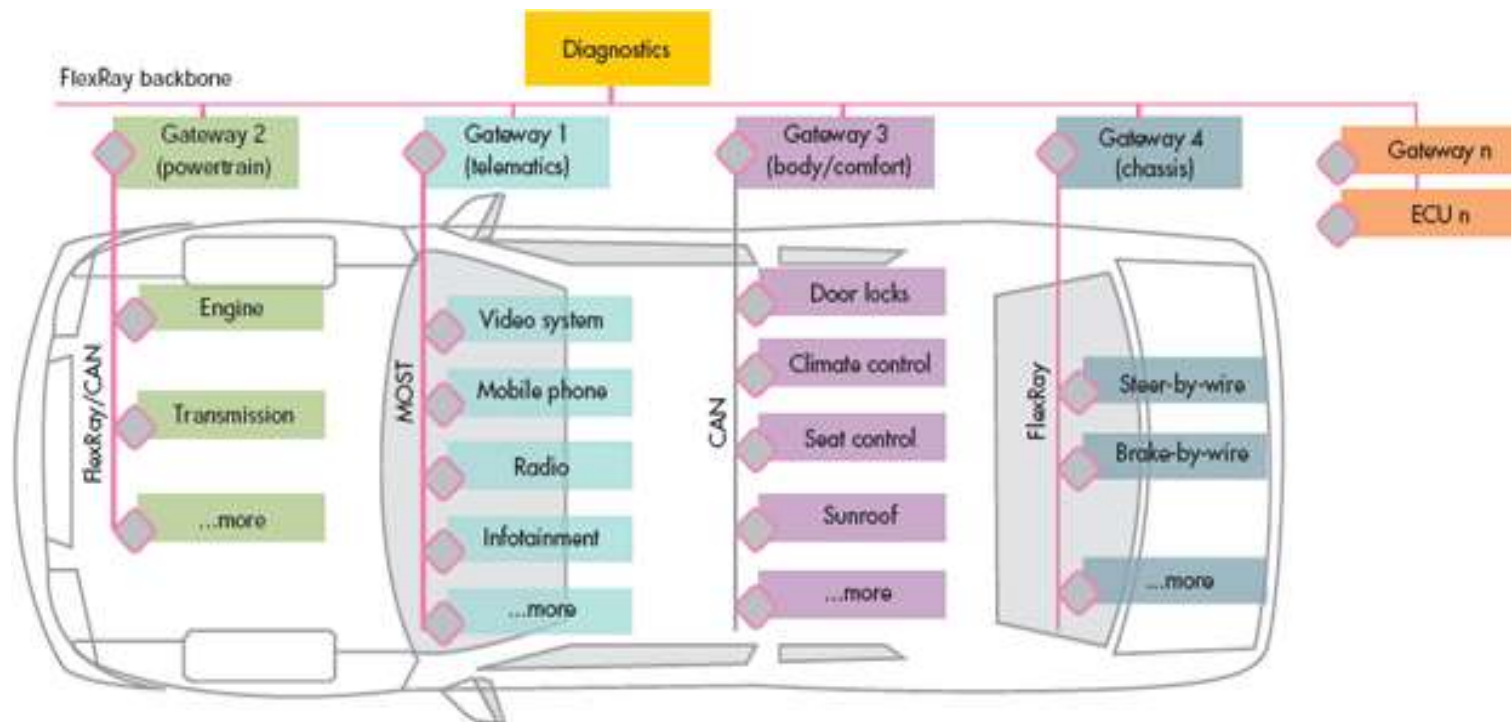 Diagnostics
FlexRay backbone
Gateway 2
(powertrain)
Gateway 1
(telematics)
Gateway 3
(body/comfort)
Gateway 4
(chassis)
Gateway n
ECU n
FlexRay/CAN
Engine
Transmission
...more
MOST
Video system
Mobile phone
Radio
Infotainment
...more
CAN
Door locks
Climate control
Seat control
Sunroof
...more
FlexRay
Steer-by-wire
Brake-by-wire
...more